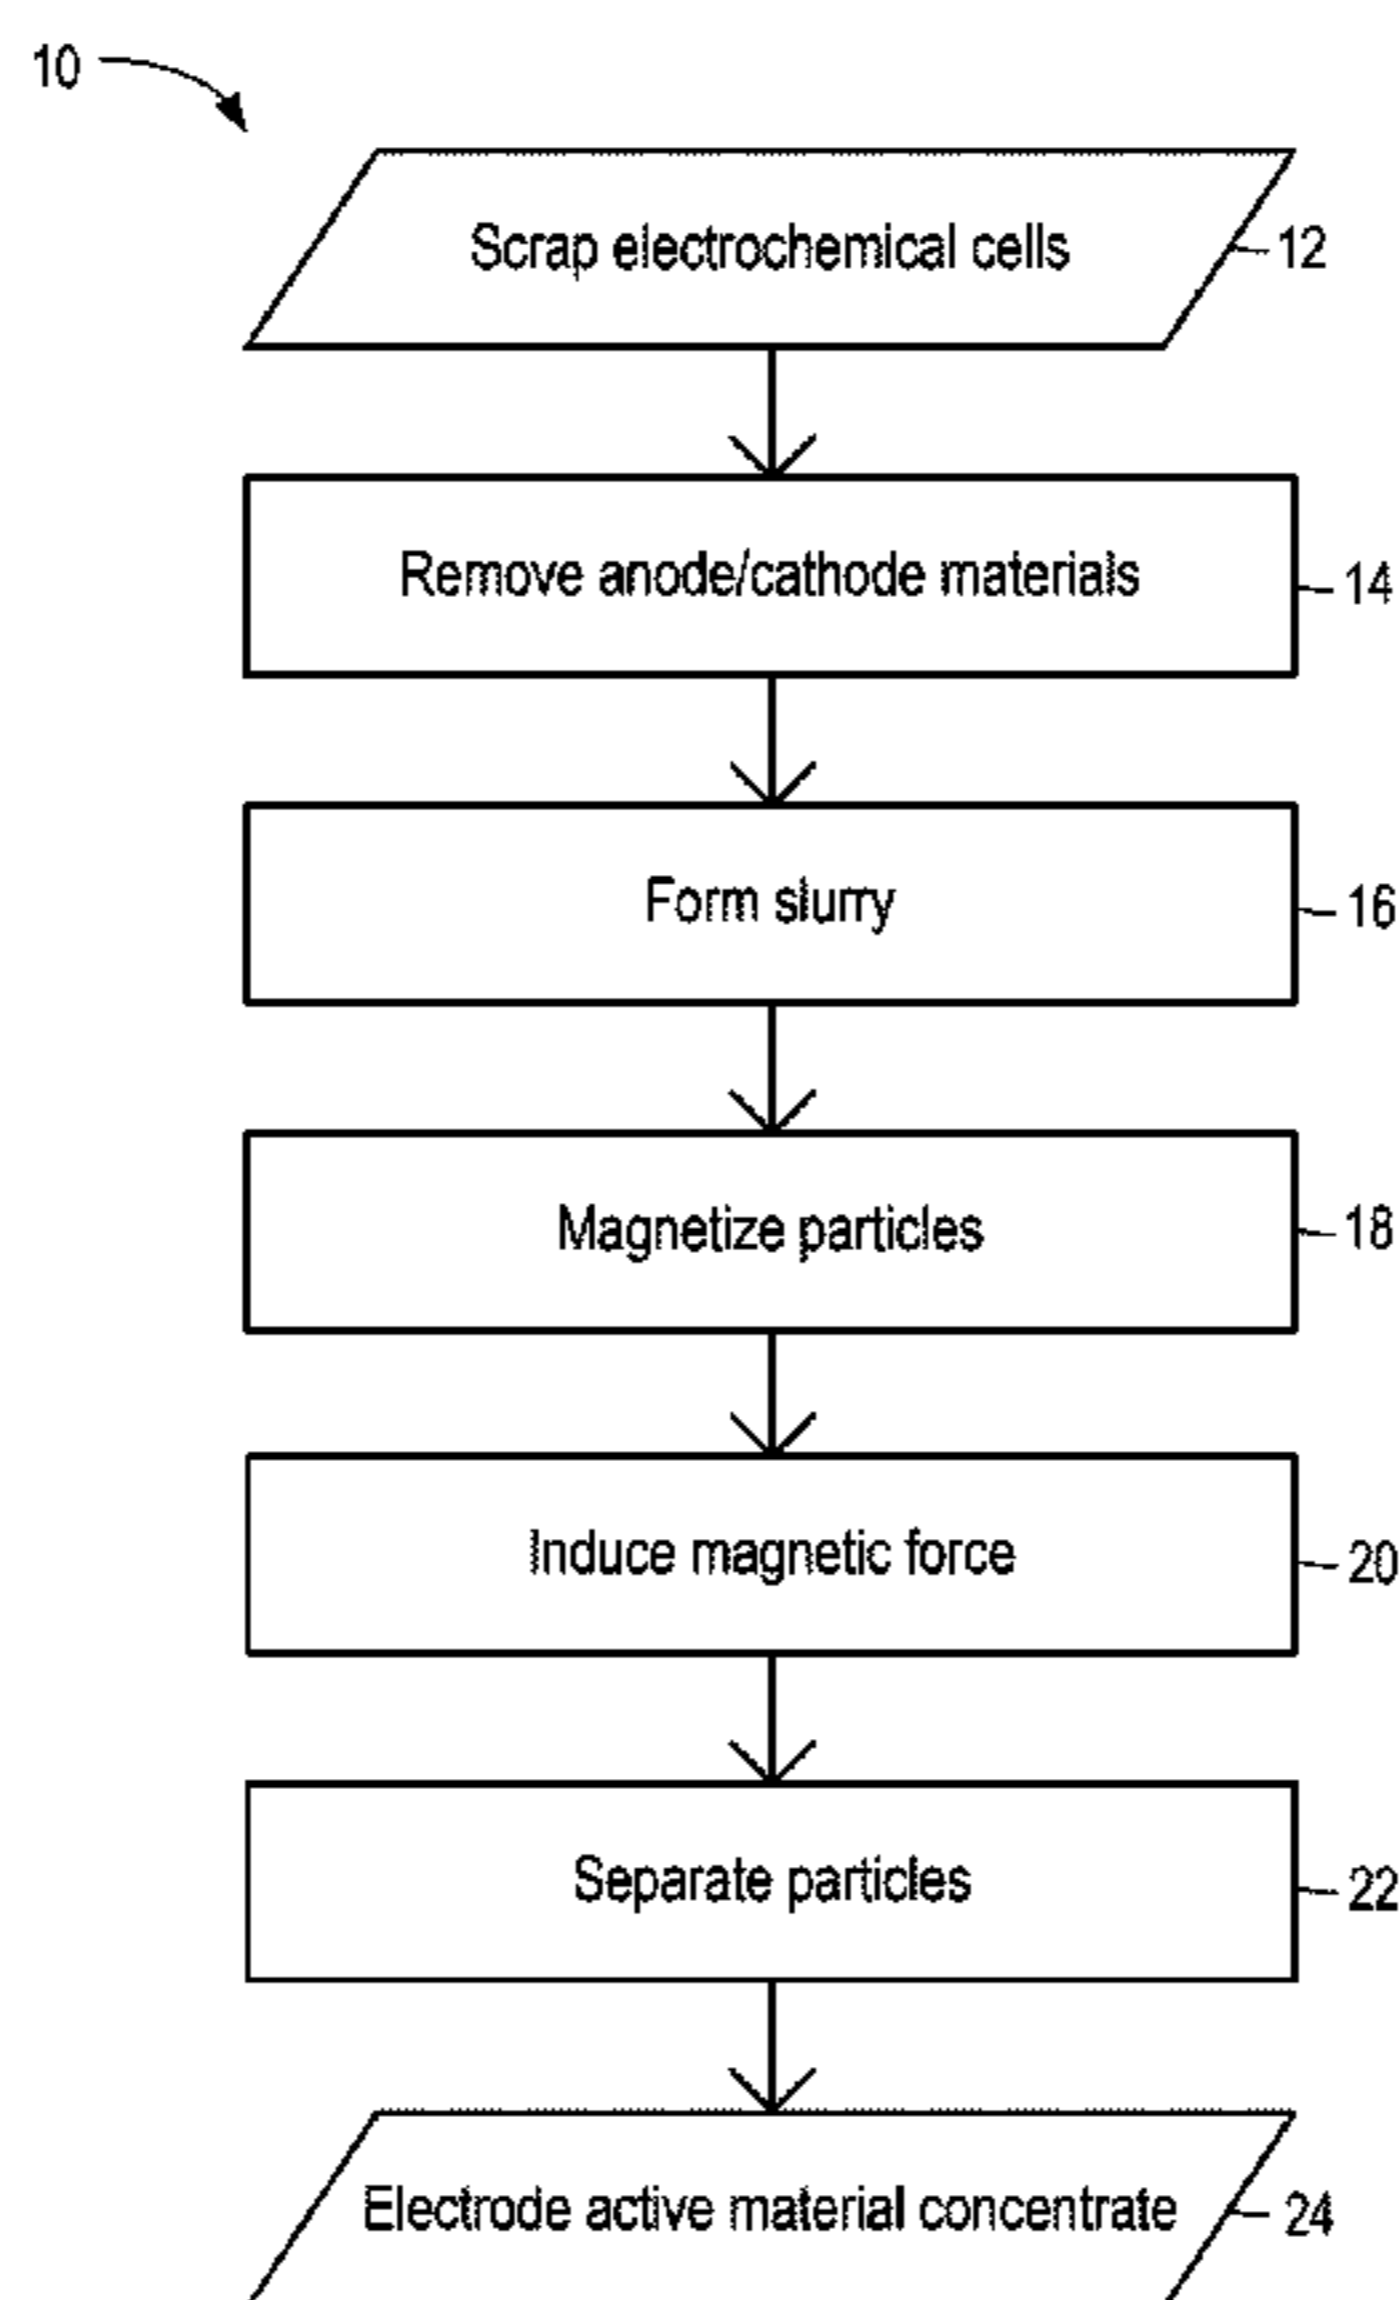 10
Scrap electrochemical cells 12
Remove anode/cathode materials 14
Form slurry 16
Magnetize particles 18
Induce magnetic force 20
Separate particles 22
Electrode active material concentrate 24